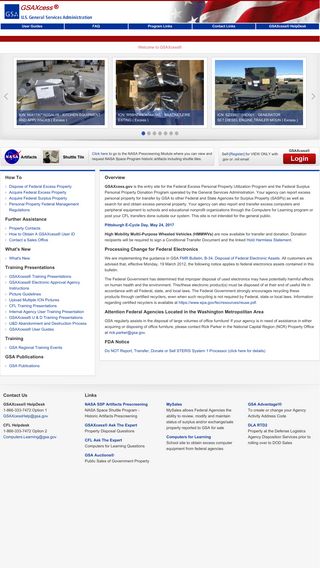 GSAXcess®
GSA
U.S. General Services Administration
User Guides
FAQ
Program Links
Contact Links
GSAXcess® HelpDesk
Welcome to GSAXcess®
AND APPLIANCES ( Excess )
( Excess )
GENERATOR
SET DIESEL ENGINE TRAILER MOUN ( Excess )
NASA
Artifacts
Shuttle Tile
Click here to go to the NASA Prescreening Module where you can view and
request NASA Space Program historic artifacts including shuttle tiles.
Self-(Register) for VIEW ONLY with
gov or .mil email
GSAXcess®
Login
How To
Dispose of Federal Excess Property
Acquire Federal Excess Property
Acquire Federal Surplus Property
Personal Property Federal Management
Regulations
Further Assistance
Property Contacts
How to Obtain A GSAXcess® User ID
Contact a Sales Office
What's New
What's New
Training Presentations
GSAXcess® Training Presentations
GSAXcess® Electronic Approval Agency
Instructions
Picture Guidelines
Upload Multiple ICN Pictures
CFL Training Presentations
Internal Agency User Training Presentation
GSAXcess® U & D Training Presentations
U&D Abandonment and Destruction Process
GSAXcess® User Guides
Training
GSA Regional Training Events
GSA Publications
GSA Publications
Overview
GSAXcess.gov is the entry site for the Federal Excess Personal Property Utilization Program and the Federal Surplus
Personal Property Donation Program operated by the General Services Administration. Your agency can report excess
personal property for transfer by GSA to other Federal and State Agencies for Surplus Property (SASPs) as well as
search for and obtain excess personal property. Your agency can also report and transfer excess computers and
peripheral equipment to schools and educational nonprofit organizations through the Computers for Learning program or
post your CFL transfers done outside our system. This site is not intended for the general public.
Pittsburgh E-Cycle Day, May 24, 2017
High Mobility Multi-Purpose Wheeled Vehicles (HMMWVs) are now available for transfer and donation. Donation
recipients will be required to sign a Conditional Transfer Document and the linked Hold Harmless Statement.
Processing Change for Federal Electronics
We are implementing the guidance in GSA FMR Bulletin, B-34. Disposal of Federal Electronic Assets. All customers are
advised that, effective Monday, 19 March 2012, the following notice applies to federal electronics assets contained in this
bulletin.
The Federal Government has determined that improper disposal of used electronics may have potentially harmful effects
on human health and the environment. This/these electronic product(s) must be disposed of at their end of useful life in
accordance with all Federal, state, and local laws. The Federal Government strongly encourages recycling these
products through certified recyclers, even when such recycling is not required by Federal, state or local laws. Information
regarding certified recyclers is available at https://www.epa.gov/fec/resources/reuse.pdf.
Attention Federal Agencies Located in the Washington Metropolitan Area
GSA regularly assists in the disposal of large volumes of office furniture. If your agency is in need of assistance in either
acquiring or disposing of office furniture, please contact Rick Parker in the National Capital Region (NCR) Property Office
at rick.parker@gsa.gov.
FDA Notice
Do NOT Report, Transfer, Donate or Sell STERIS System 1 Processor (click here for details)
Contact Us
GSAXcess® HelpDesk
1-866-333-7472 Option 1
GSAXcessHelp@gsa.gov
CFL Helpdesk
1-866-333-7472 Option 2
Computers.Learning@gsa.gov
Links
NASA SSP Artifacts Prescreening
NASA Space Shuttle Program -
Historic Artifacts Prescreening
GSAXcess® Ask The Expert
Property Disposal Questions
CFL Ask The Expert
Computers for Learning Questions
GSA Auctions®
Public Sales of Government Property
MySales
MySales allows Federal Agencies the
ability to review, modify and maintain
status of surplus and/or exchange/sale
property reported to GSA for sale
Computers for Learning
School site to obtain excess computer
equipment from federal agencies
GSA Advantage!®
To create or change your Agency
Activity Address Code
DLA RTD2
Property at the Defense Logistics
Agency Disposition Services prior to
rolling over to DOD Sales